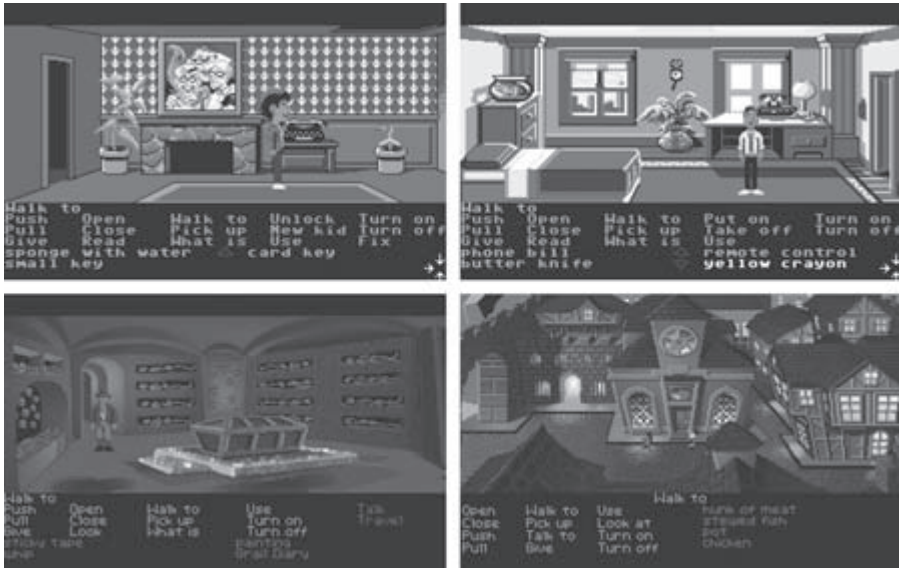 Walk to
Push Open Walk to Unlock Turn on
Pull Close Pick up New kid Turn off
Give Read What is Use Fix
sponge with water card key
small key
Walk to
Push Open Walk to Put on Turn on
Pull Close Pick up Take off Turn off
Give Read What is Use
phone bill remote control
butter knife yellow crayon
Walk to
Push Open Walk to Use Talk
Pull Close Pick up Turn on Travel
Give Look What is Turn off
sticky tape painting
whip Grail Diary
Walk to
Open Walk to Use hunk of meat
Close Pick up Look at stewed fish
Push Talk to Turn on pot
Pull Give Turn off chicken